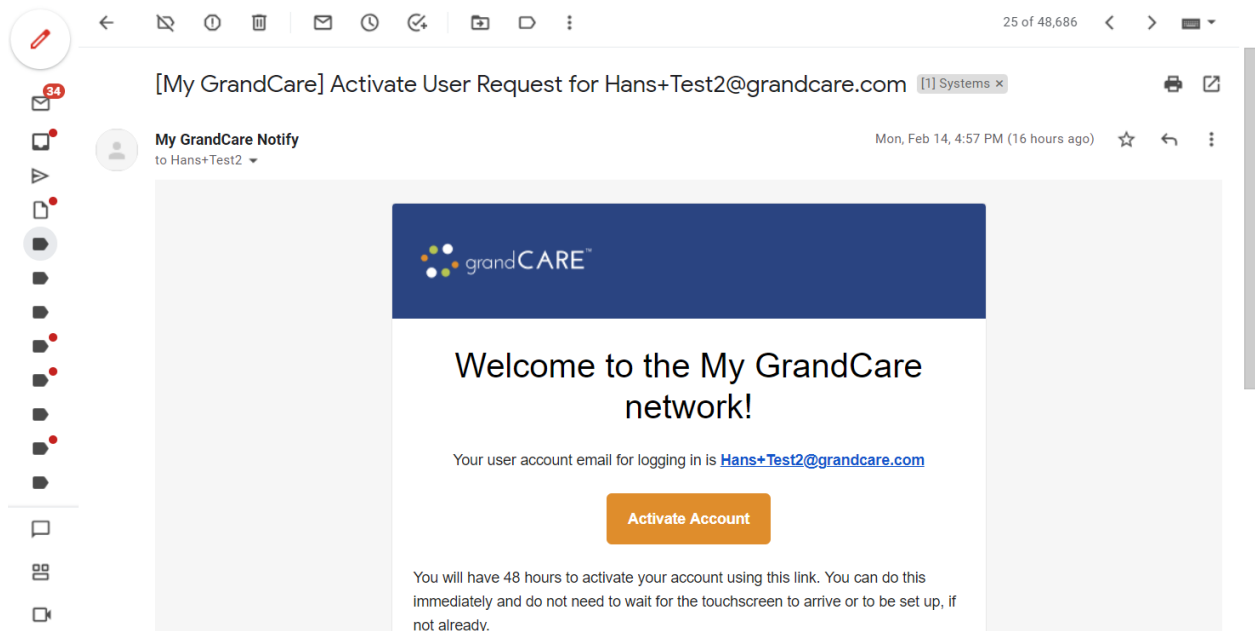 25 of 48,686
[My GrandCare] Activate User Request for Hans+Test2@grandcare.com [1] Systems ×
34
My GrandCare Notify
Mon, Feb 14, 4:57 PM (16 hours ago)
to Hans+Test2
grandCARE™
Welcome to the My GrandCare
network!
Your user account email for logging in is Hans+Test2@grandcare.com
Activate Account
You will have 48 hours to activate your account using this link. You can do this
immediately and do not need to wait for the touchscreen to arrive or to be set up, if
not already.